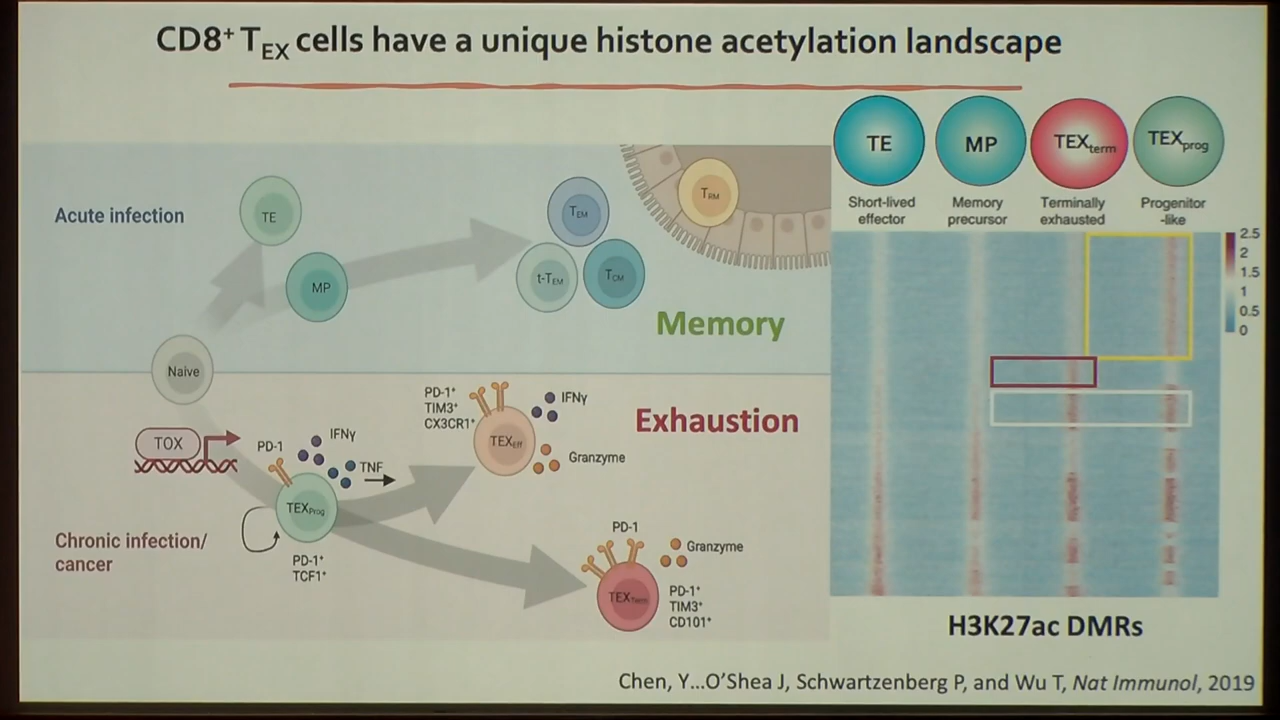 CD8⁺ T_EX cells have a unique histone acetylation landscape
Acute infection
TE
MP
T_EM
t-T_EM
T_CM
T_RM
Memory
Naive
TOX
PD-1
IFNγ
TNF
TEX_Prog
PD-1⁺
TCF1⁺
PD-1⁺
TIM3⁺
CX3CR1⁺
TEX_Eff
IFNγ
Granzyme
Exhaustion
Chronic infection/
cancer
PD-1
Granzyme
TEX_Term
PD-1⁺
TIM3⁺
CD101⁺
TE
MP
TEX_term
TEX_prog
Short-lived
effector
Memory
precursor
Terminally
exhausted
Progenitor
-like
2.5
2
1.5
1
0.5
0
H3K27ac DMRs
Chen, Y...O'Shea J, Schwartzenberg P, and Wu T, Nat Immunol, 2019